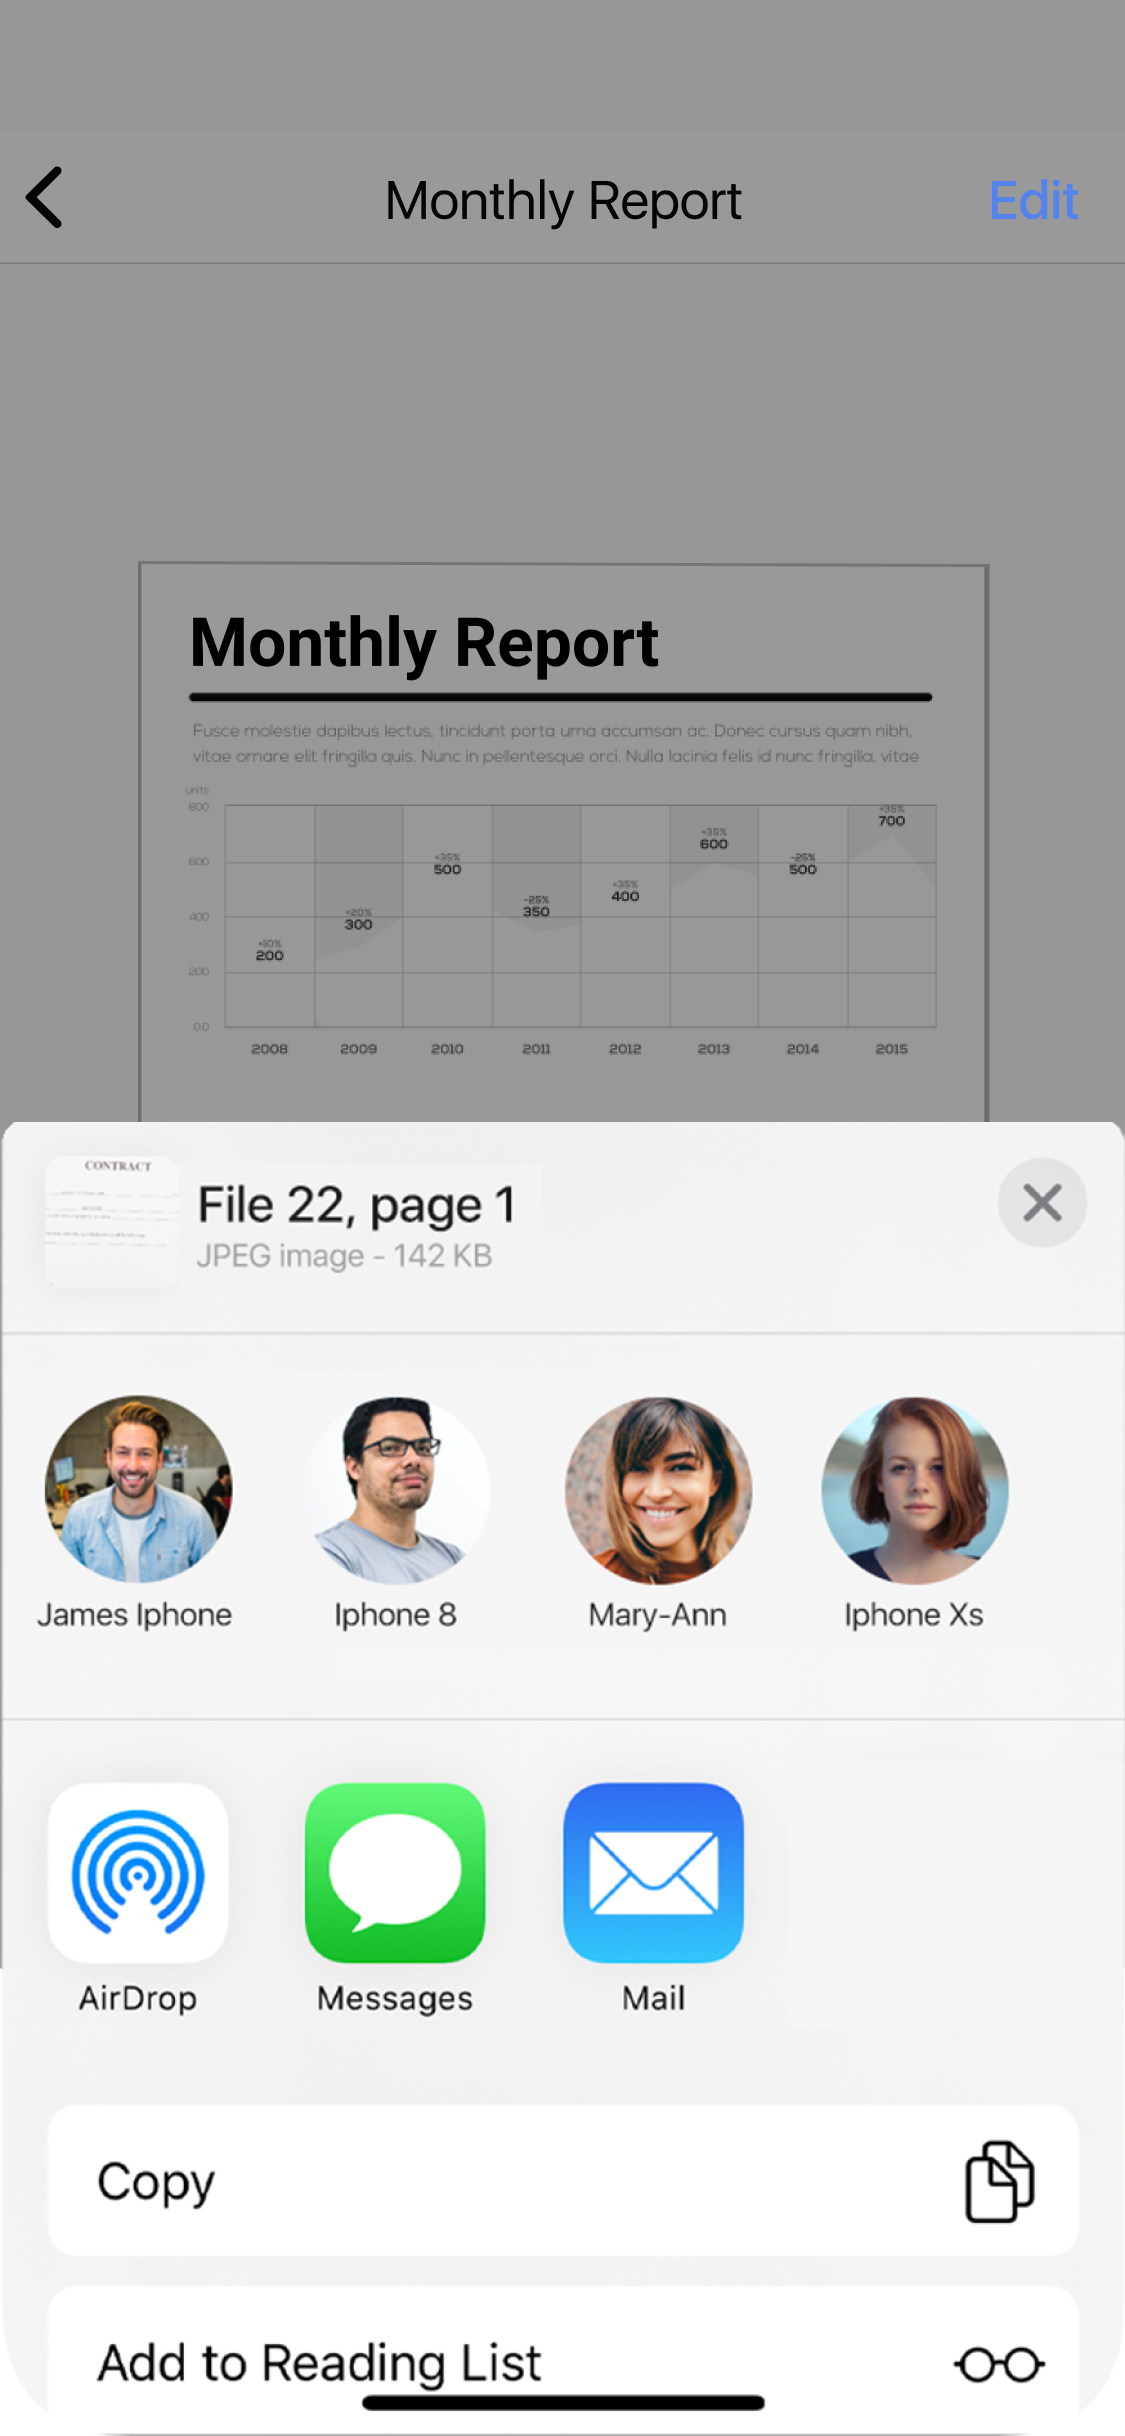 Monthly Report
Edit
Monthly Report
Fusce molestie dapibus lectus, tincidunt porta urna accumsan ac. Donec cursus quam nibh,
vitae ornare elit fringilla quis. Nunc in pellentesque orci. Nulla lacinia felis id nunc fringilla, vitae
units
800
600
400
200
0.0
+10%
200
+20%
300
+35%
500
-25%
350
+35%
400
+35%
600
-25%
500
+35%
700
2008 2009 2010 2011 2012 2013 2014 2015
CONTRACT
File 22, page 1
JPEG image - 142 KB
James Iphone
Iphone 8
Mary-Ann
Iphone Xs
AirDrop
Messages
Mail
Copy
Add to Reading List